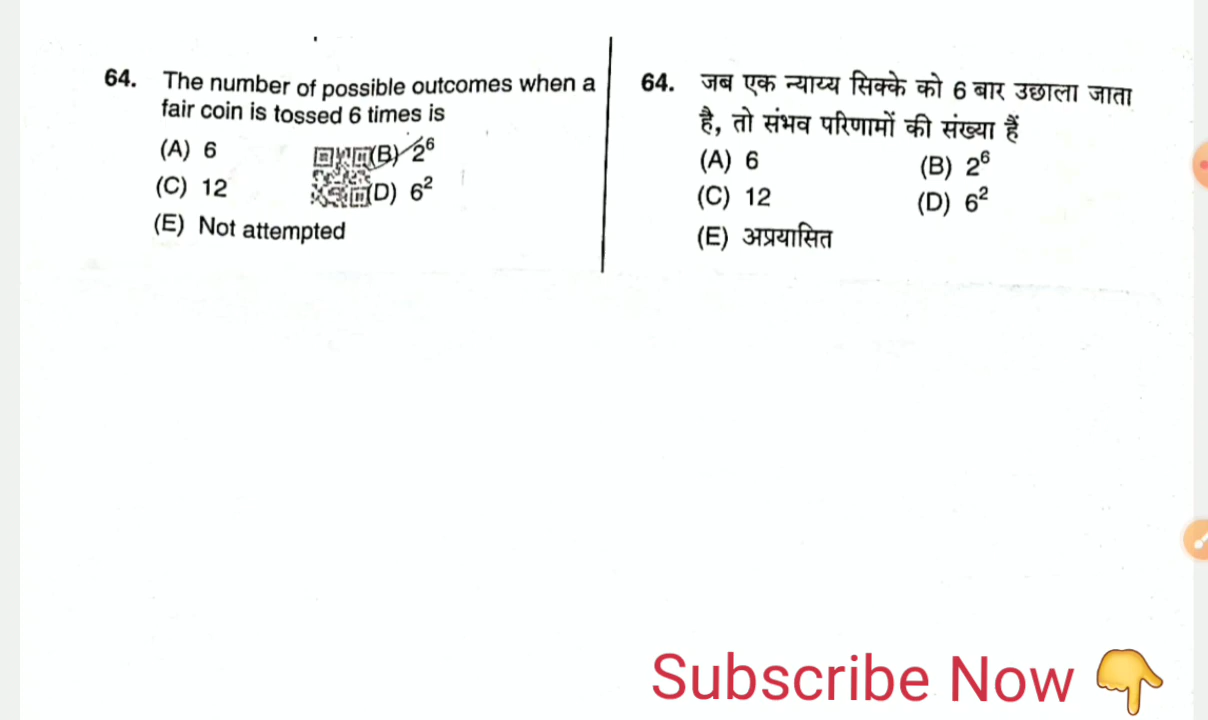 64. The number of possible outcomes when a
fair coin is tossed 6 times is
(A) 6 (B) 2⁶
(C) 12 (D) 6²
(E) Not attempted
64. जब एक न्याय्य सिक्के को 6 बार उछाला जाता
है, तो संभव परिणामों की संख्या हैं
(A) 6 (B) 2⁶
(C) 12 (D) 6²
(E) अप्रयासित
Subscribe Now 👇